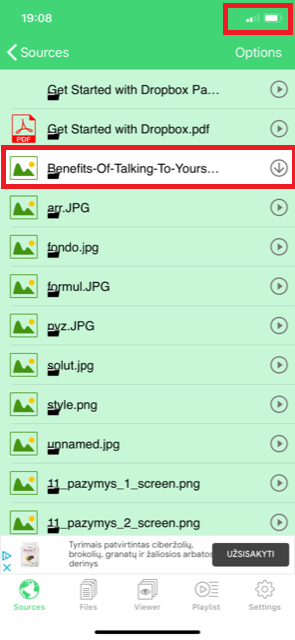 19:08
Sources
Options
Get Started with Dropbox Pa...
PDF
Get Started with Dropbox.pdf
Benefits-Of-Talking-To-Yours...
arr.JPG
fondo.jpg
formul.JPG
pyz.JPG
solut.jpg
style.png
unnamed.jpg
11_pazymys_1_screen.png
11_pazymys_2_screen.png
Tyrimais patvirtintas ciberžolių,
brokolių, granatų ir žaliosios arbatos
derinys
UŽSISAKYTI
Sources
Files
Viewer
Playlist
Settings